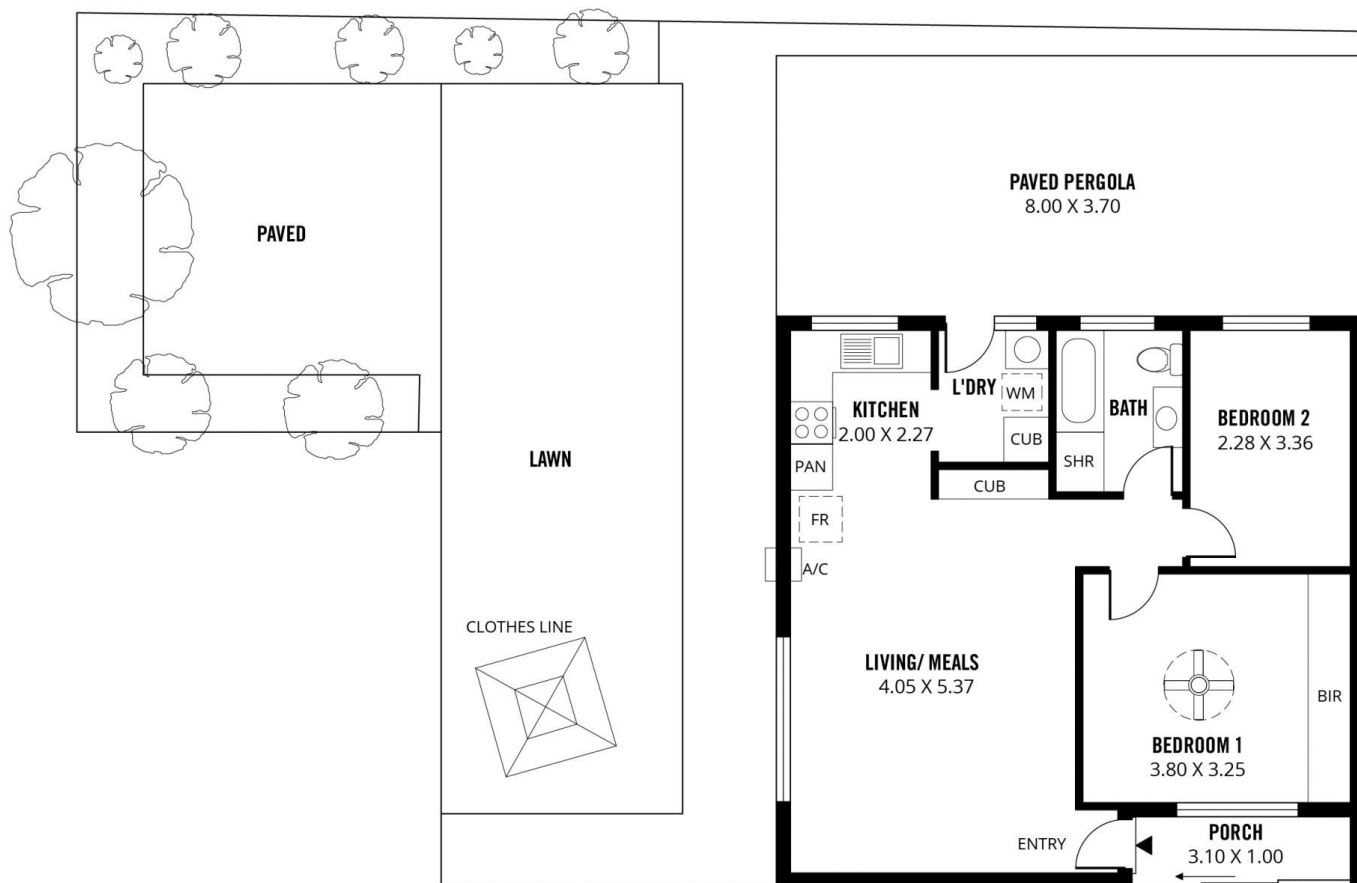 PAVED PERGOLA
8.00 X 3.70
PAVED
LAWN
CLOTHES LINE
KITCHEN
2.00 X 2.27
PAN
FR
A/C
L'DRY
WM
CUB
CUB
BATH
SHR
BEDROOM 2
2.28 X 3.36
LIVING/ MEALS
4.05 X 5.37
BEDROOM 1
3.80 X 3.25
BIR
ENTRY
PORCH
3.10 X 1.00